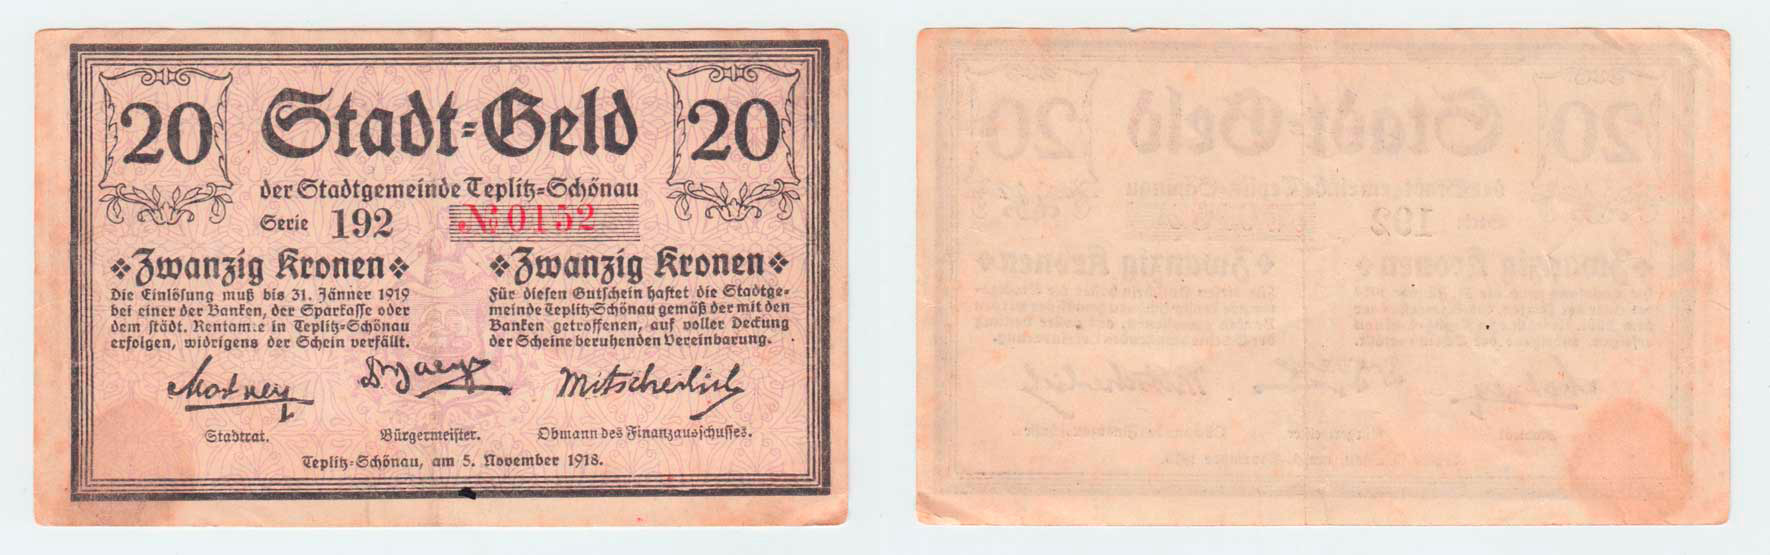 20 Stadt-Geld 20
der Stadtgemeinde Teplitz-Schönau
Serie 192 № 0152
Zwanzig Kronen
Die Einlösung muß bis 31. Jänner 1919
bei einer der Banken, der Sparkasse oder
dem städt. Rentamte in Teplitz-Schönau
erfolgen, widrigens der Schein verfällt.
Zwanzig Kronen
Für diesen Gutschein haftet die Stadtge-
meinde Teplitz-Schönau gemäß der mit den
Banken getroffenen, auf voller Deckung
der Scheine beruhenden Vereinbarung.
Mitscherlich
Stadtrat. Bürgermeister. Obmann des Finanzausschusses.
Teplitz-Schönau, am 5. November 1918.